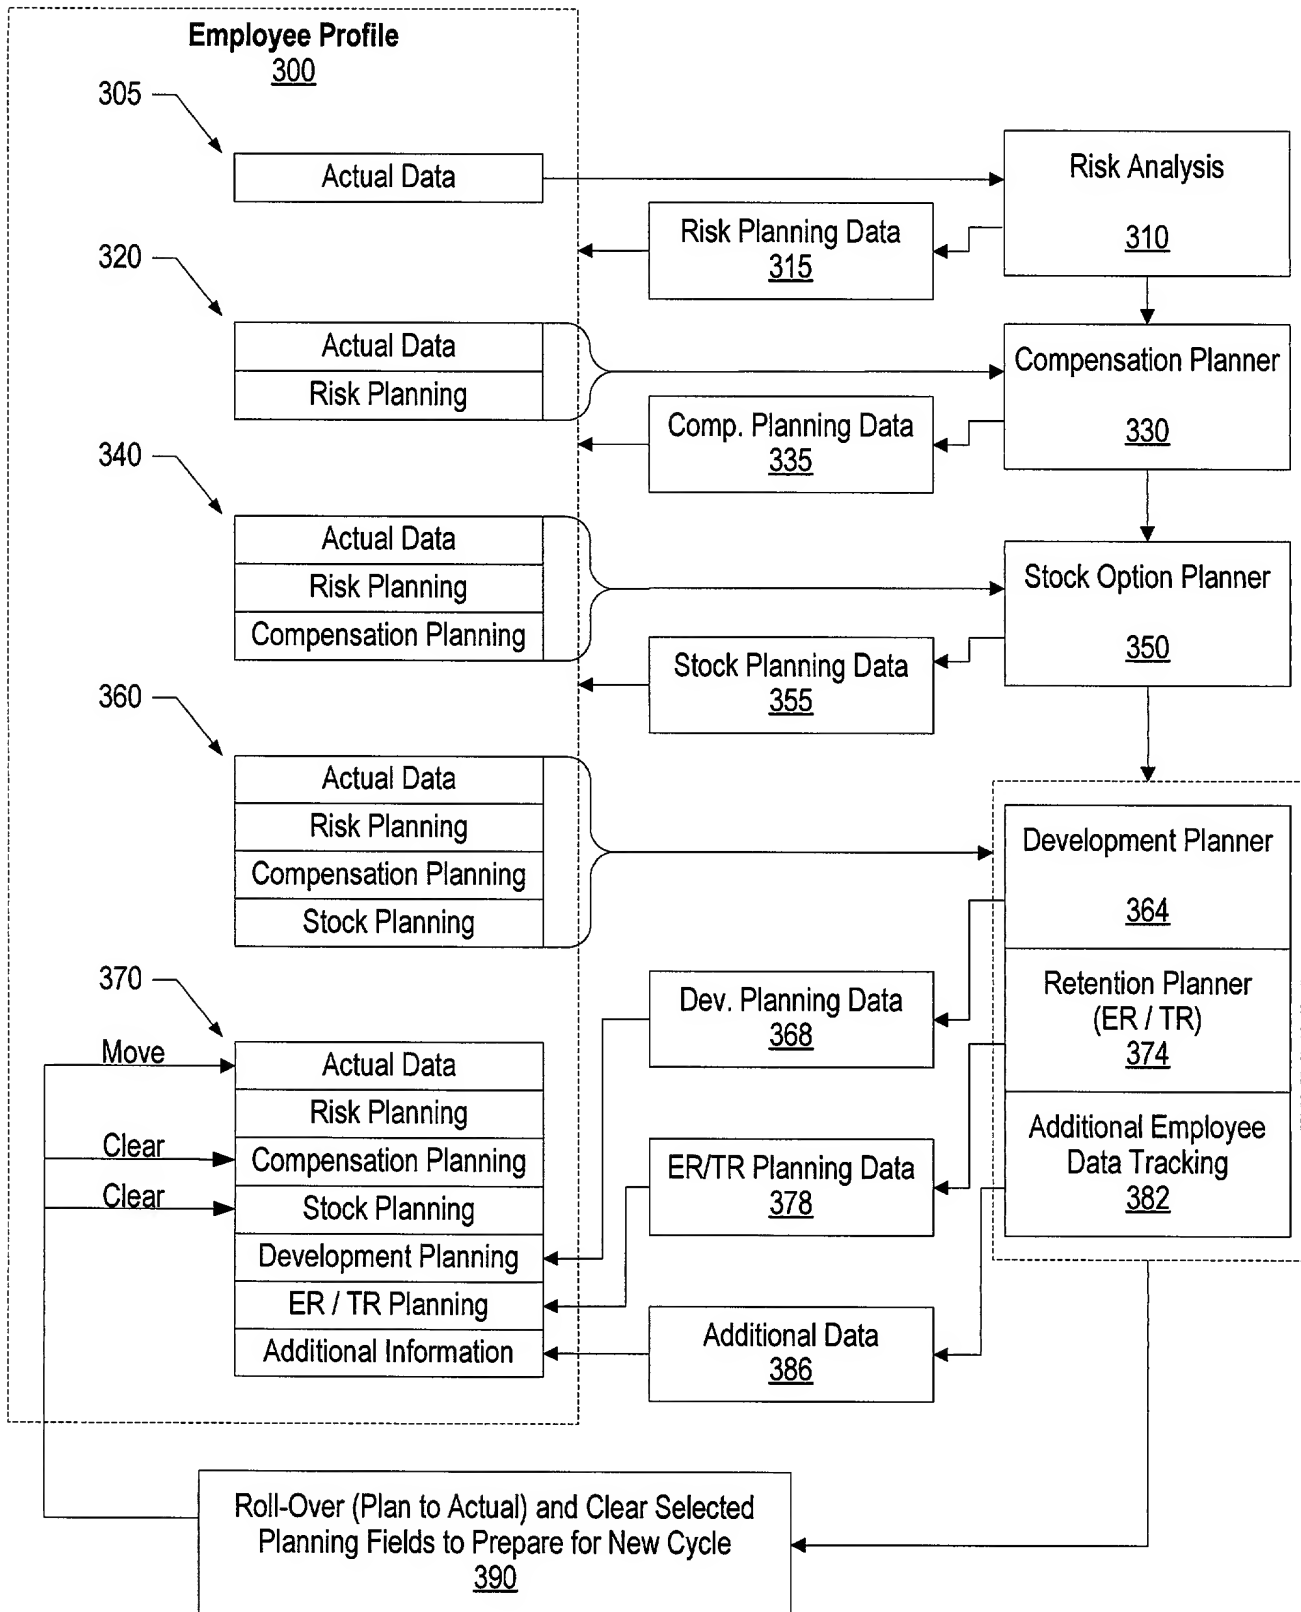 Employee Profile
300
305
Actual Data
Risk Analysis
310
Risk Planning Data
315
320
Actual Data
Risk Planning
Compensation Planner
330
Comp. Planning Data
335
340
Actual Data
Risk Planning
Compensation Planning
Stock Option Planner
350
Stock Planning Data
355
360
Actual Data
Risk Planning
Compensation Planning
Stock Planning
Development Planner
364
Retention Planner
(ER / TR)
374
Additional Employee
Data Tracking
382
Dev. Planning Data
368
ER/TR Planning Data
378
Additional Data
386
370
Move
Clear
Clear
Actual Data
Risk Planning
Compensation Planning
Stock Planning
Development Planning
ER / TR Planning
Additional Information
Roll-Over (Plan to Actual) and Clear Selected
Planning Fields to Prepare for New Cycle
390